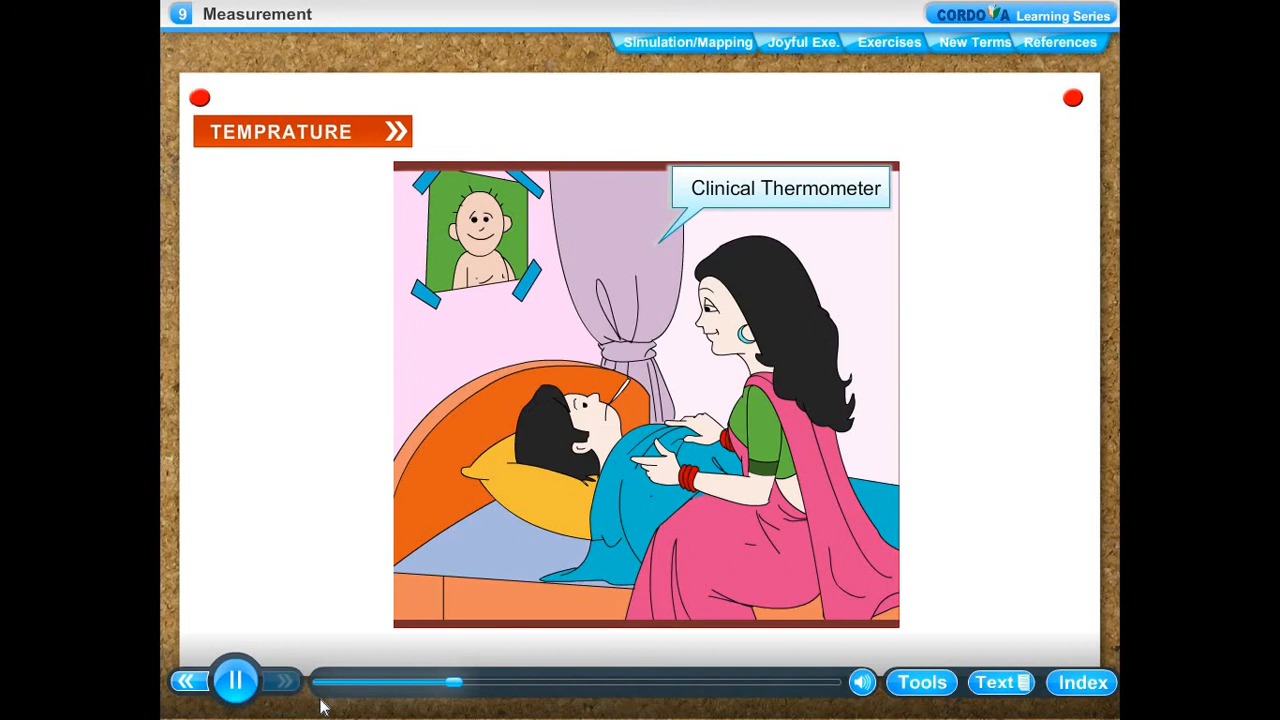 9 Measurement
CORDOVA Learning Series
Simulation/Mapping
Joyful Exe.
Exercises
New Terms
References
TEMPRATURE
Clinical Thermometer
Tools
Text
Index